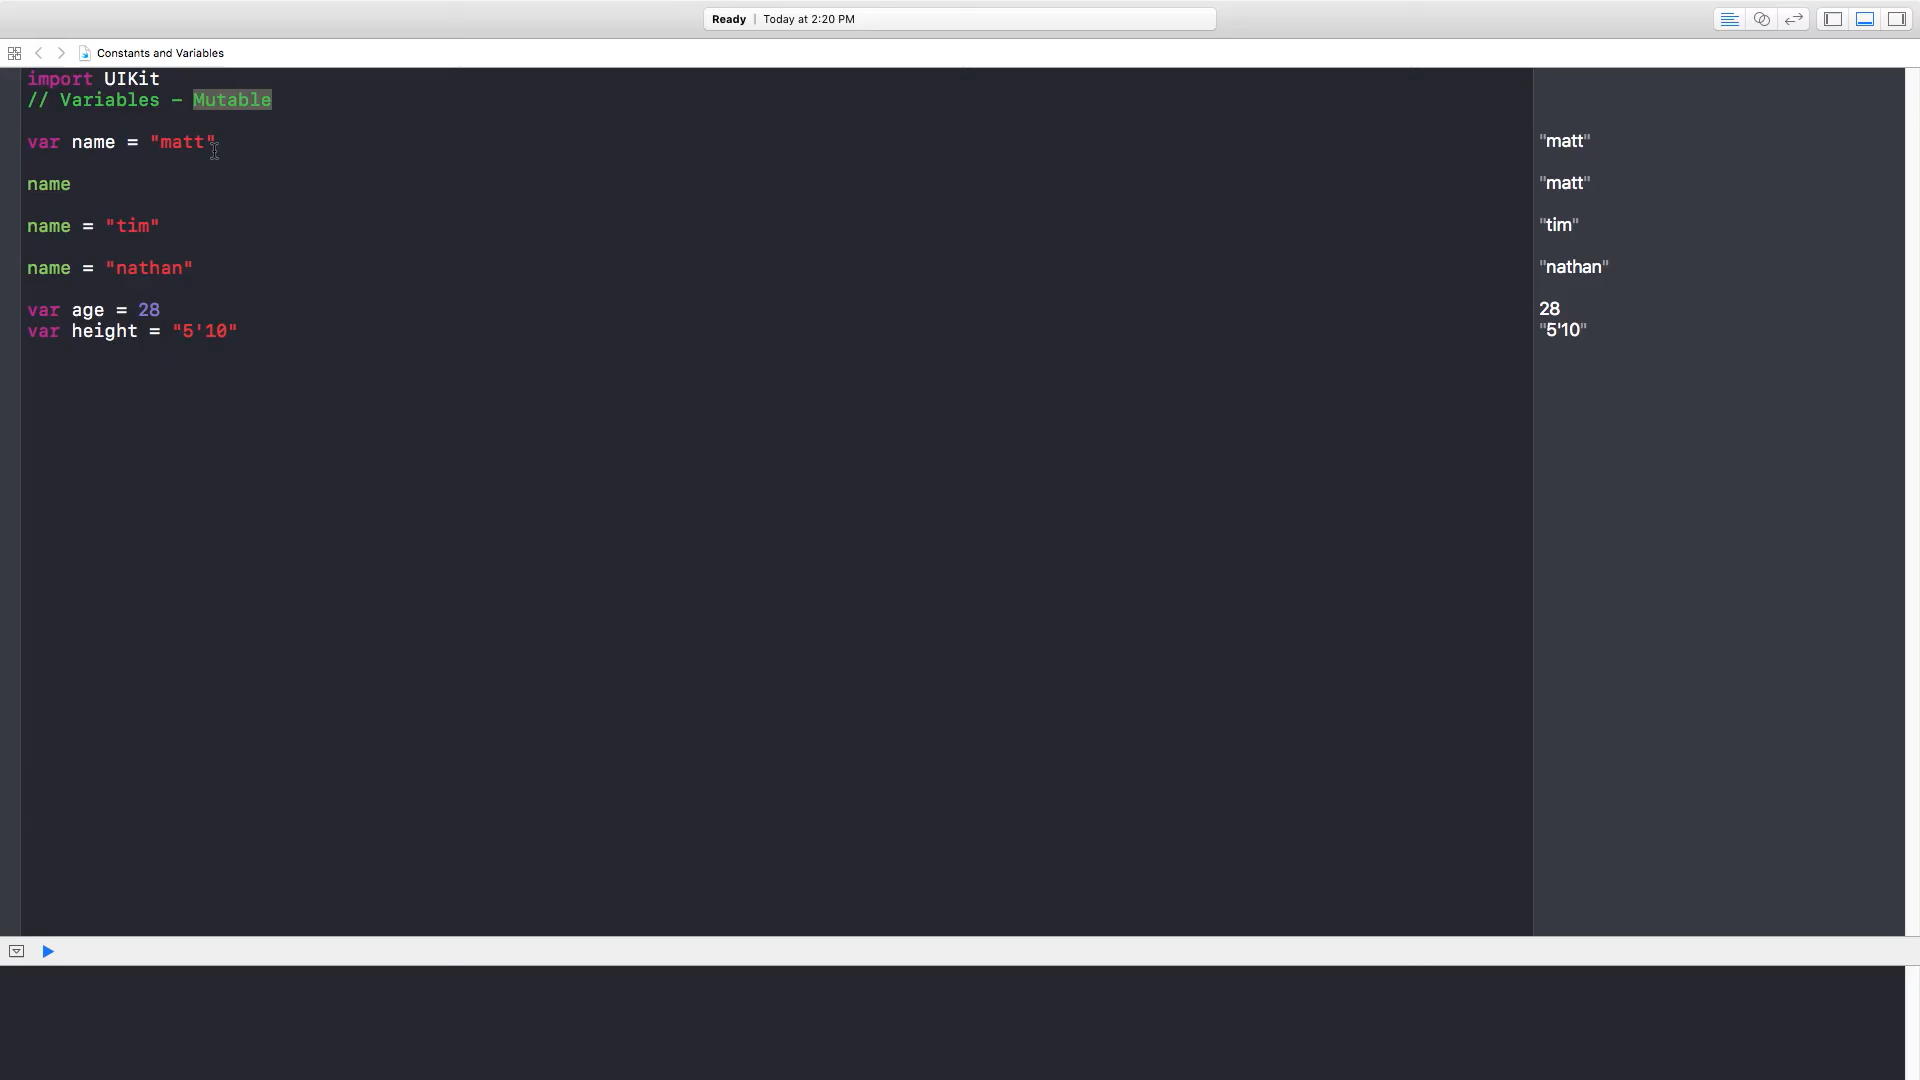 Ready | Today at 2:20 PM
Constants and Variables
import UIKit
// Variables - Mutable
var name = "matt"
"matt"
name
"matt"
name = "tim"
"tim"
name = "nathan"
"nathan"
var age = 28
28
var height = "5'10"
"5'10"